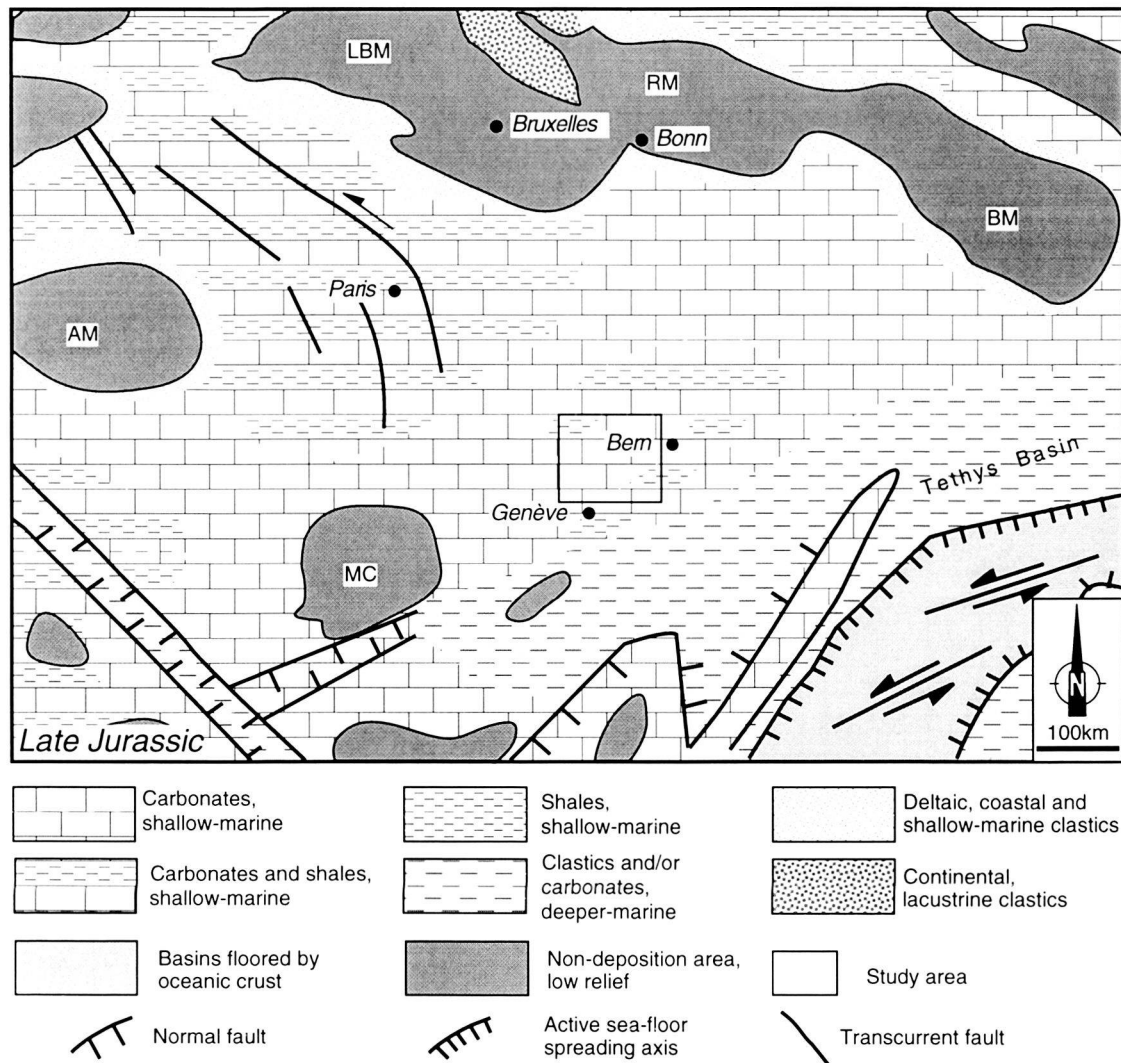 LBM
RM
Bruxelles
Bonn
BM
Paris
AM
Bern
Tethys Basin
Genève
MC
N
100km
Late Jurassic
Carbonates,
shallow-marine
Shales,
shallow-marine
Deltaic, coastal and
shallow-marine clastics
Carbonates and shales,
shallow-marine
Clastics and/or
carbonates,
deeper-marine
Continental,
lacustrine clastics
Basins floored by
oceanic crust
Non-deposition area,
low relief
Study area
Normal fault
Active sea-floor
spreading axis
Transcurrent fault